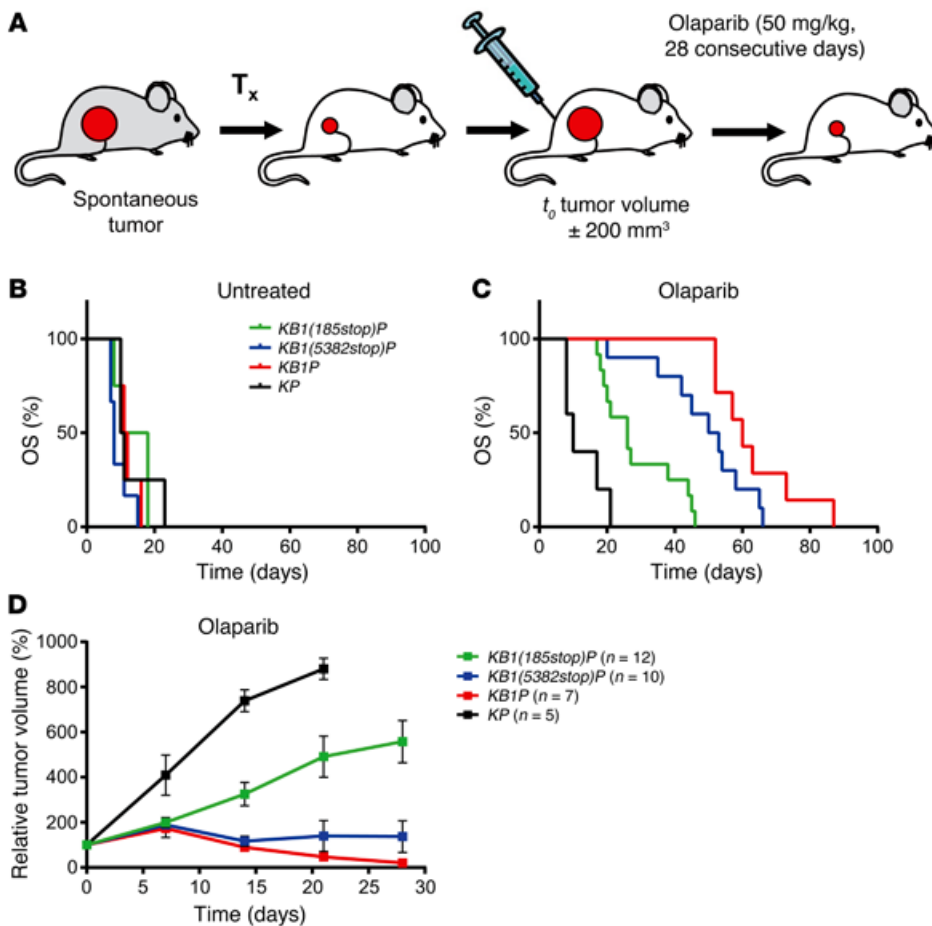 A
Olaparib (50 mg/kg,
28 consecutive days)
Tx
Spontaneous
tumor
t0 tumor volume
± 200 mm³
B
Untreated
KB1(185stop)P
KB1(5382stop)P
KB1P
KP
OS (%)
100
50
0
0 20 40 60 80 100
Time (days)
C
Olaparib
OS (%)
100
50
0
0 20 40 60 80 100
Time (days)
D
Olaparib
Relative tumor volume (%)
1000
800
600
400
200
0
0 5 10 15 20 25 30
Time (days)
KB1(185stop)P (n = 12)
KB1(5382stop)P (n = 10)
KB1P (n = 7)
KP (n = 5)